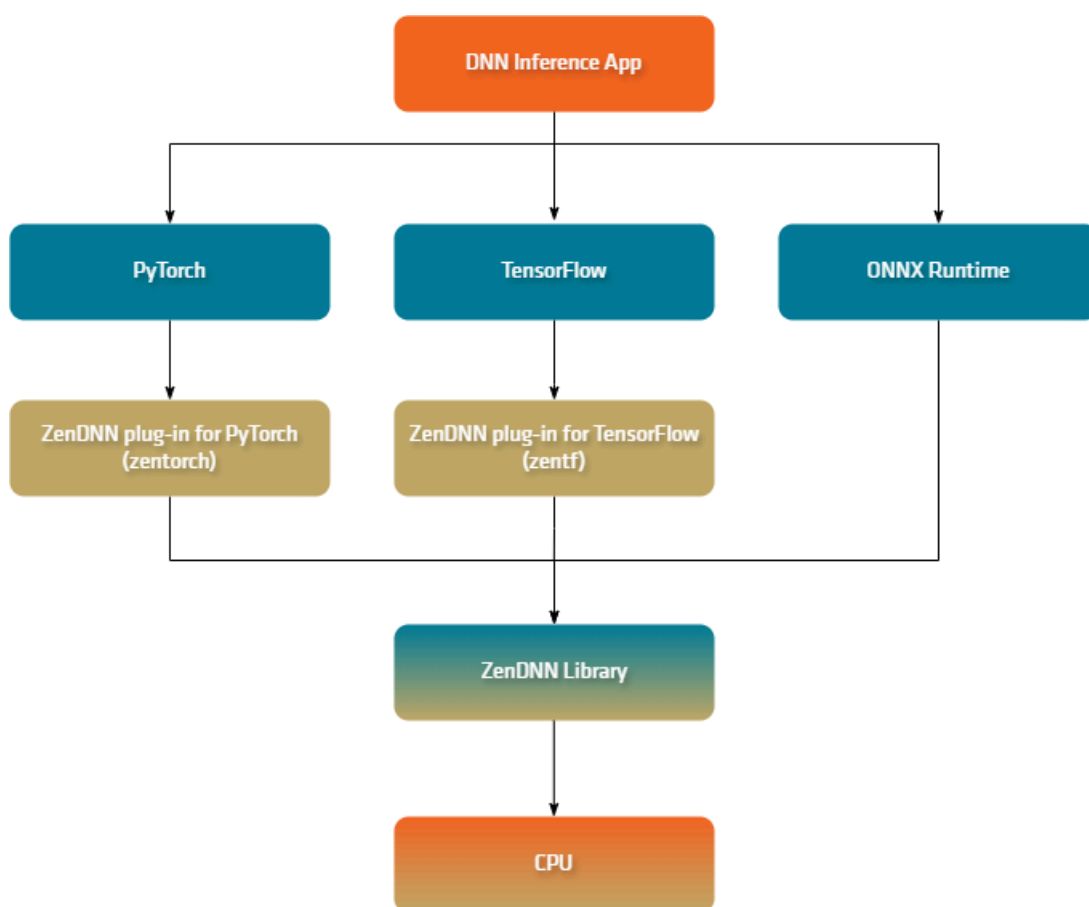 DNN Inference App
PyTorch
TensorFlow
ONNX Runtime
ZenDNN plug-in for PyTorch
(zentorch)
ZenDNN plug-in for TensorFlow
(zentf)
ZenDNN Library
CPU